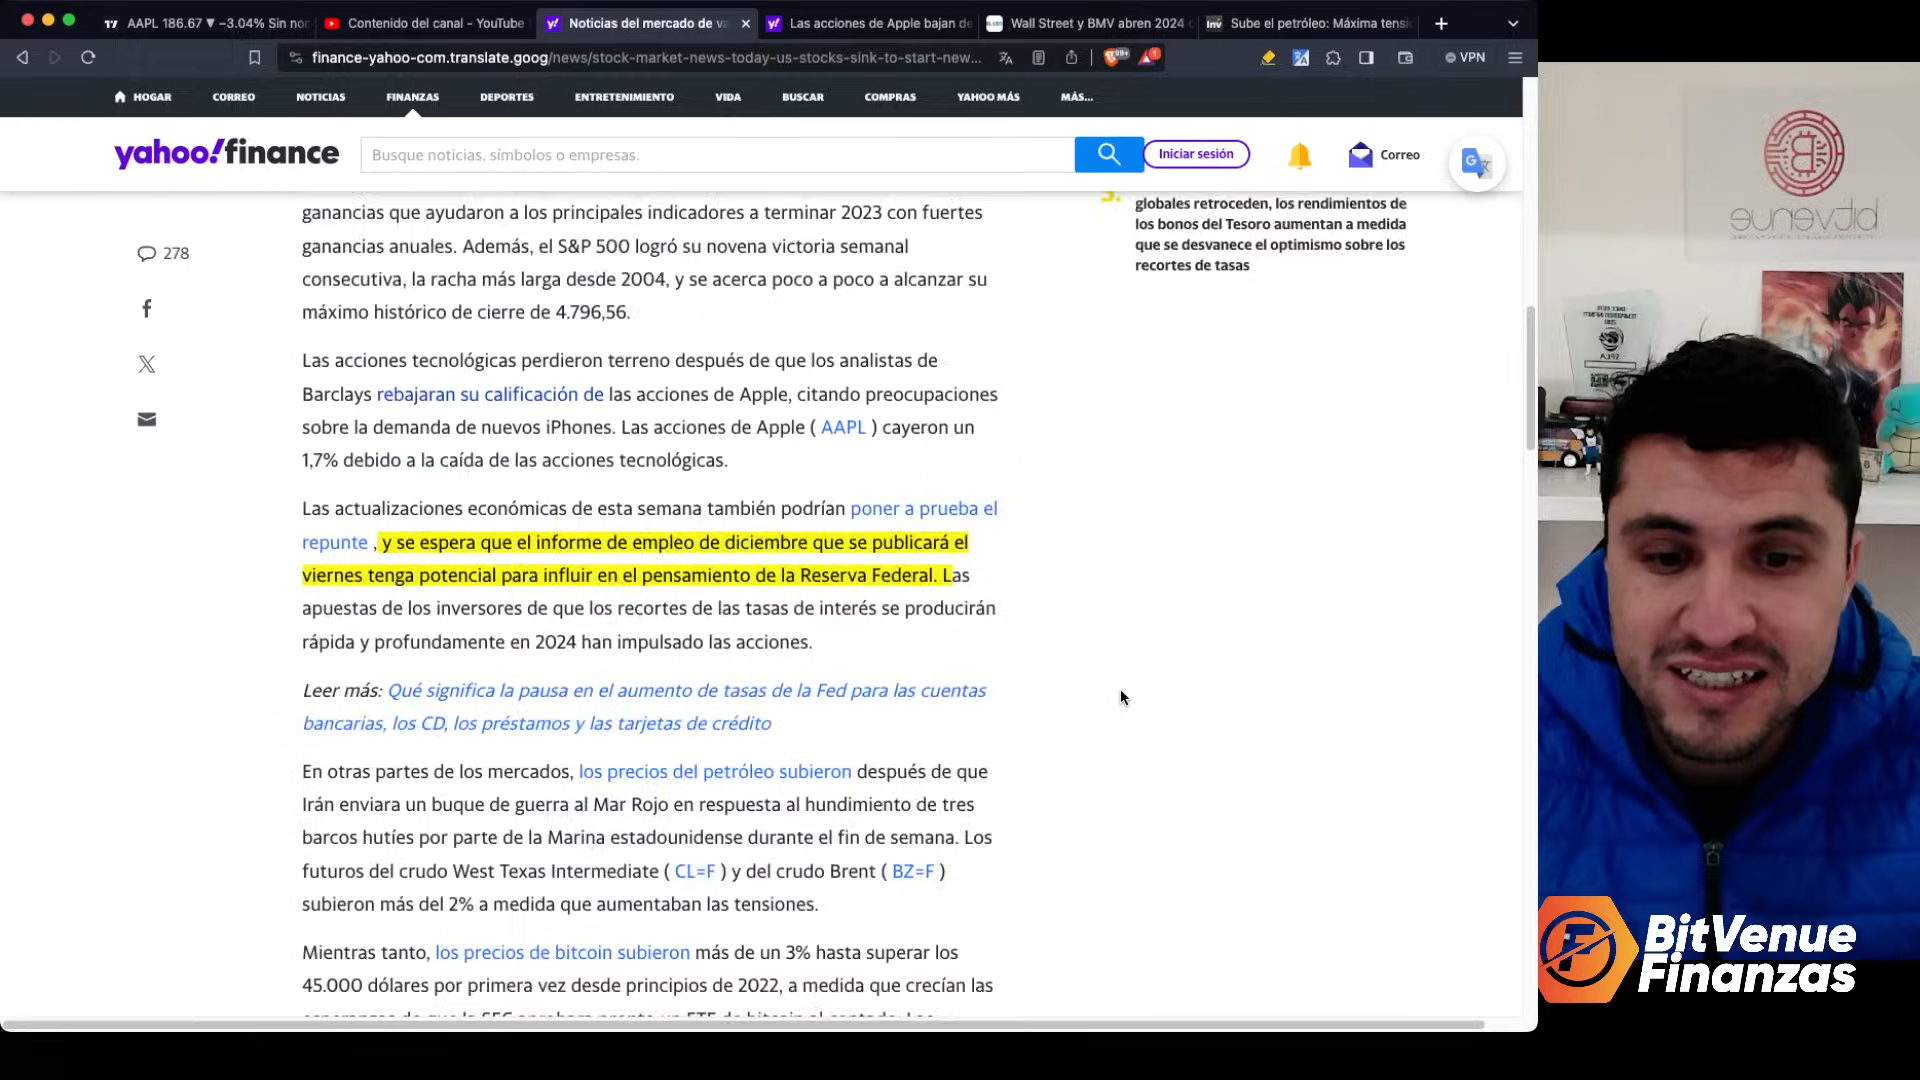 AAPL 186.67 ▼ −3.04% Sin nor
Contenido del canal - YouTube
Noticias del mercado de va
Las acciones de Apple bajan de
Wall Street y BMV abren 2024 c
Sube el petróleo: Máxima tensi
finance-yahoo-com.translate.goog/news/stock-market-news-today-us-stocks-sink-to-start-new...
99+
1
VPN
HOGAR CORREO NOTICIAS FINANZAS DEPORTES ENTRETENIMIENTO VIDA BUSCAR COMPRAS YAHOO MÁS MÁS...
yahoo!finance
Busque noticias, símbolos o empresas.
Iniciar sesión
Correo
278
ganancias que ayudaron a los principales indicadores a terminar 2023 con fuertes
ganancias anuales. Además, el S&P 500 logró su novena victoria semanal
consecutiva, la racha más larga desde 2004, y se acerca poco a poco a alcanzar su
máximo histórico de cierre de 4.796,56.
Las acciones tecnológicas perdieron terreno después de que los analistas de
Barclays rebajaran su calificación de las acciones de Apple, citando preocupaciones
sobre la demanda de nuevos iPhones. Las acciones de Apple ( AAPL ) cayeron un
1,7% debido a la caída de las acciones tecnológicas.
Las actualizaciones económicas de esta semana también podrían poner a prueba el
repunte , y se espera que el informe de empleo de diciembre que se publicará el
viernes tenga potencial para influir en el pensamiento de la Reserva Federal. Las
apuestas de los inversores de que los recortes de las tasas de interés se producirán
rápida y profundamente en 2024 han impulsado las acciones.
Leer más: Qué significa la pausa en el aumento de tasas de la Fed para las cuentas
bancarias, los CD, los préstamos y las tarjetas de crédito
En otras partes de los mercados, los precios del petróleo subieron después de que
Irán enviara un buque de guerra al Mar Rojo en respuesta al hundimiento de tres
barcos hutíes por parte de la Marina estadounidense durante el fin de semana. Los
futuros del crudo West Texas Intermediate ( CL=F ) y del crudo Brent ( BZ=F )
subieron más del 2% a medida que aumentaban las tensiones.
Mientras tanto, los precios de bitcoin subieron más de un 3% hasta superar los
45.000 dólares por primera vez desde principios de 2022, a medida que crecían las
globales retroceden, los rendimientos de
los bonos del Tesoro aumentan a medida
que se desvanece el optimismo sobre los
recortes de tasas
bitvenue
BitVenue
Finanzas